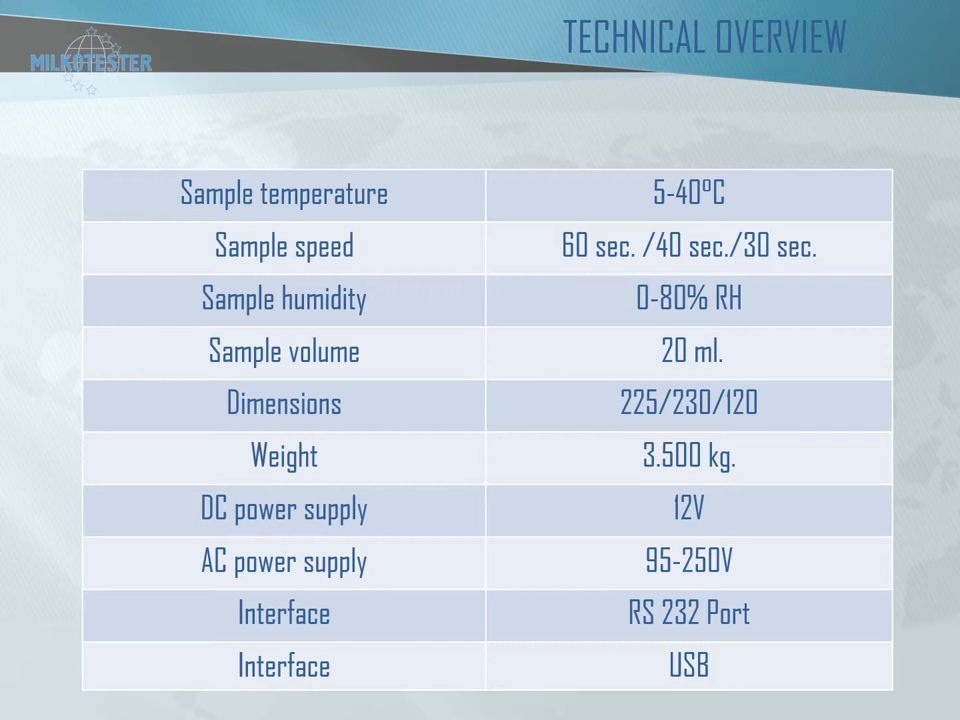 TECHNICAL OVERVIEW
MILKOTESTER
Sample temperature 5-40°C
Sample speed 60 sec. /40 sec./30 sec.
Sample humidity 0-80% RH
Sample volume 20 ml.
Dimensions 225/230/120
Weight 3.500 kg.
DC power supply 12V
AC power supply 95-250V
Interface RS 232 Port
Interface USB